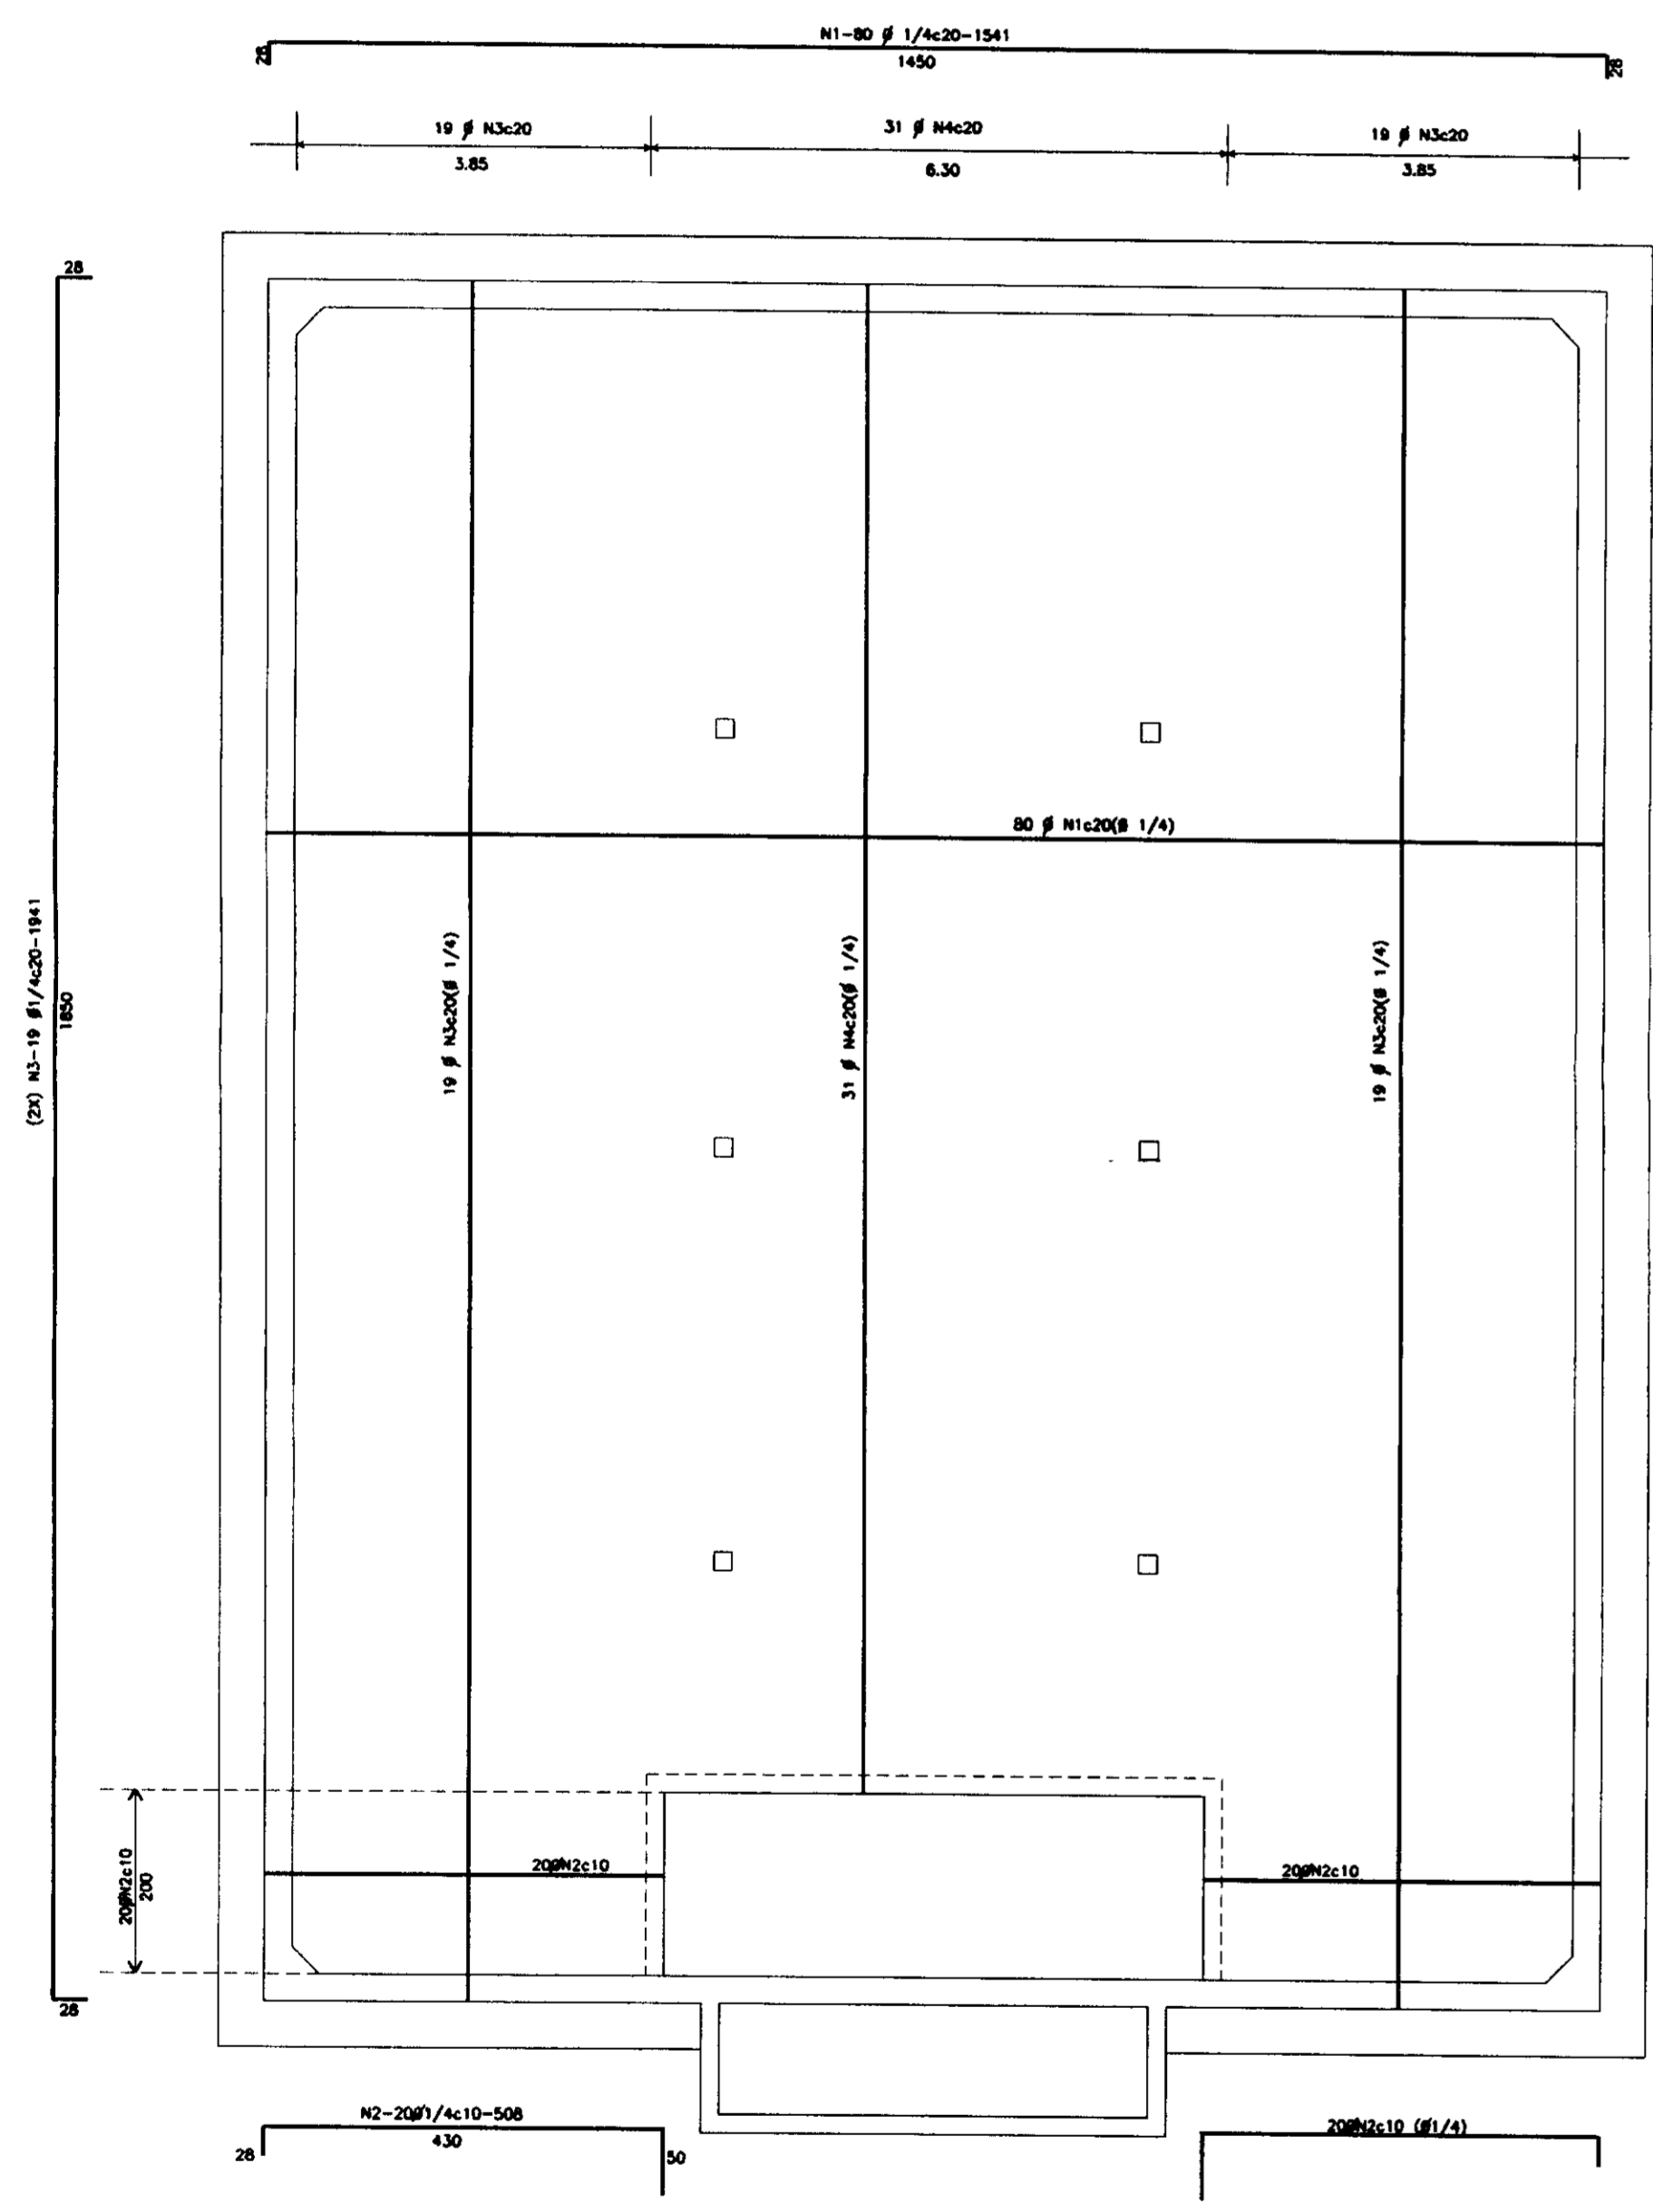 N1-80 ø 1/4c20-1541
28
1450
28
19 ø N3c20
31 ø N4c20
19 ø N3c20
3.85
6.30
3.85
28
80 ø N1c20(ø 1/4)
(2X) N3-19 ø1/4c20-1941
1850
19 ø N3c20(ø 1/4)
31 ø N4c20(ø 1/4)
19 ø N3c20(ø 1/4)
20øN2c10
200
20øN2c10
20øN2c10
28
N2-20ø1/4c10-508
430
28
50
20øN2c10 (ø1/4)